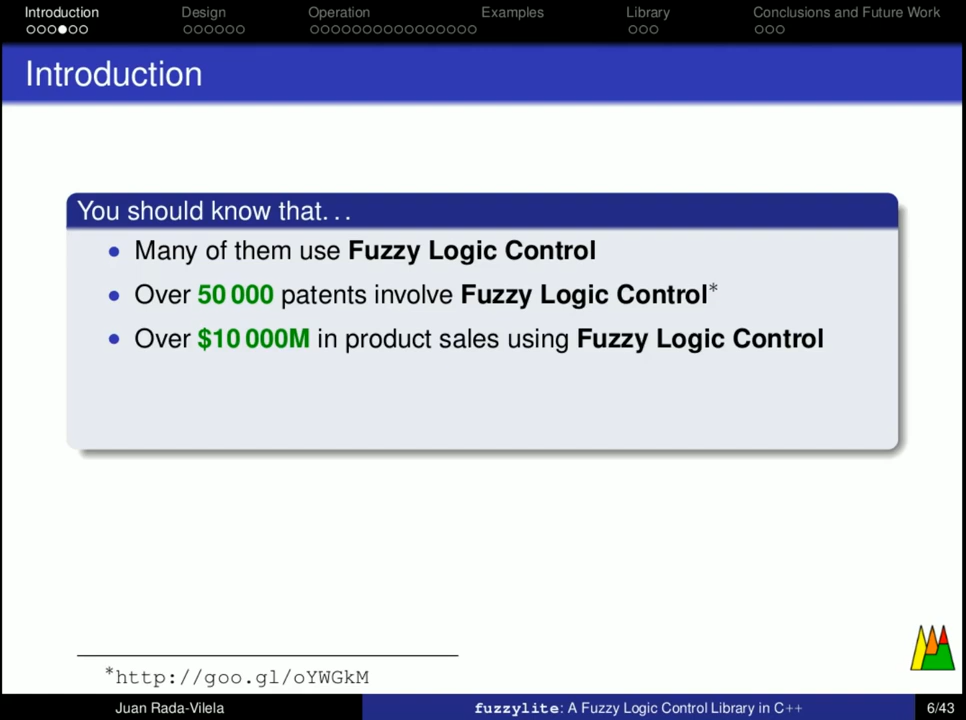 Introduction Design Operation Examples Library Conclusions and Future Work
Introduction
You should know that...
• Many of them use Fuzzy Logic Control
• Over 50 000 patents involve Fuzzy Logic Control*
• Over $10 000M in product sales using Fuzzy Logic Control
*http://goo.gl/oYWGkM
Juan Rada-Vilela fuzzylite: A Fuzzy Logic Control Library in C++ 6/43